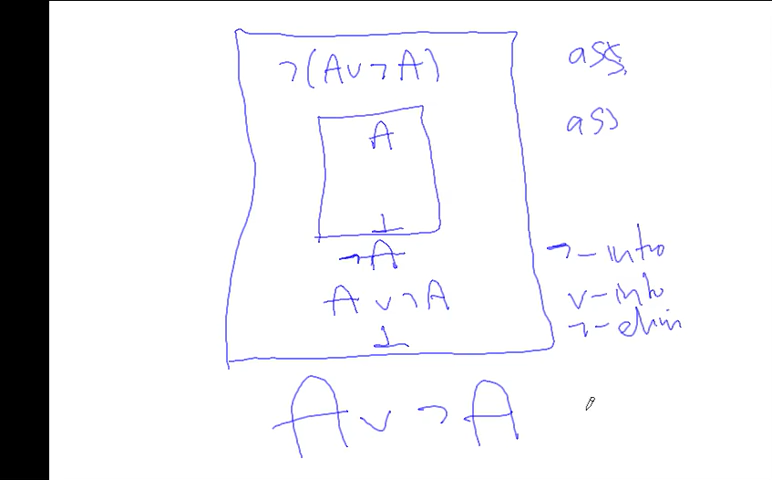 ¬(A∨¬A) ass
A ass
⊥
¬A ¬-intro
A∨¬A ∨-intro
⊥ ¬-elim
A∨¬A